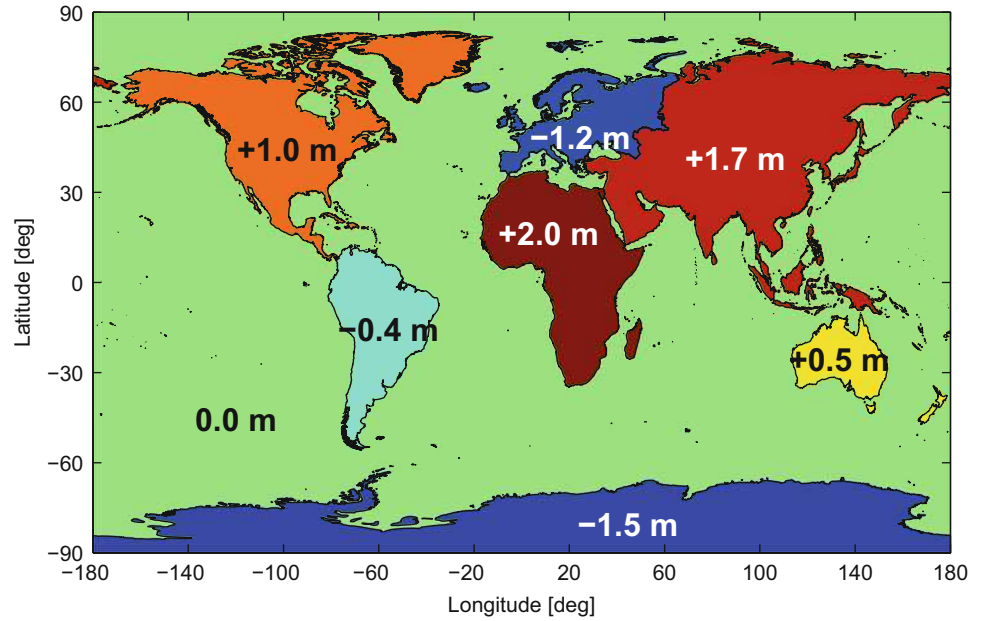 90
60
30
0
−30
−60
−90
Latitude [deg]
+1.0 m
−1.2 m
+1.7 m
+2.0 m
−0.4 m
+0.5 m
0.0 m
−1.5 m
−180 −140 −100 −60 −20 20 60 100 140 180
Longitude [deg]